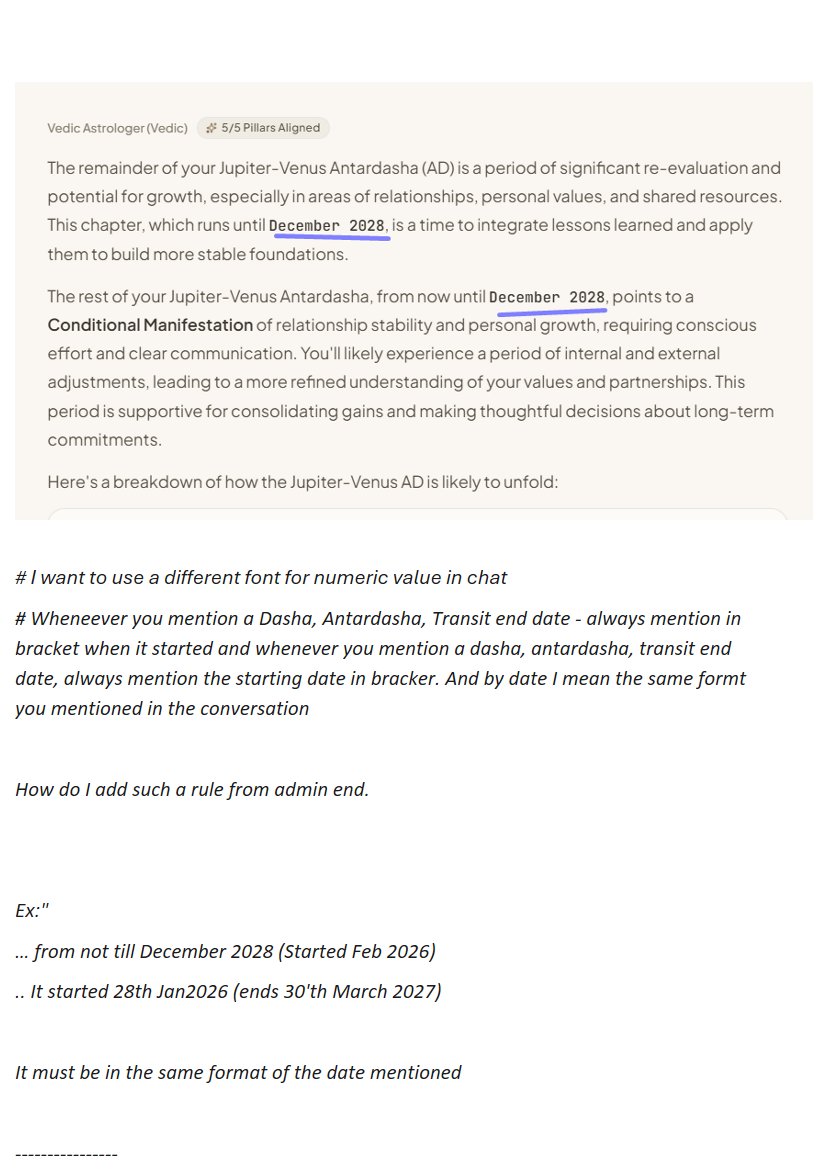 Vedic Astrologer (Vedic) 5/5 Pillars Aligned
The remainder of your Jupiter-Venus Antardasha (AD) is a period of significant re-evaluation and
potential for growth, especially in areas of relationships, personal values, and shared resources.
This chapter, which runs until December 2028, is a time to integrate lessons learned and apply
them to build more stable foundations.
The rest of your Jupiter-Venus Antardasha, from now until December 2028, points to a
Conditional Manifestation of relationship stability and personal growth, requiring conscious
effort and clear communication. You'll likely experience a period of internal and external
adjustments, leading to a more refined understanding of your values and partnerships. This
period is supportive for consolidating gains and making thoughtful decisions about long-term
commitments.
Here's a breakdown of how the Jupiter-Venus AD is likely to unfold:
# I want to use a different font for numeric value in chat
# Wheneever you mention a Dasha, Antardasha, Transit end date - always mention in
bracket when it started and whenever you mention a dasha, antardasha, transit end
date, always mention the starting date in bracker. And by date I mean the same formt
you mentioned in the conversation
How do I add such a rule from admin end.
Ex:"
... from not till December 2028 (Started Feb 2026)
.. It started 28th Jan2026 (ends 30'th March 2027)
It must be in the same format of the date mentioned
----------------